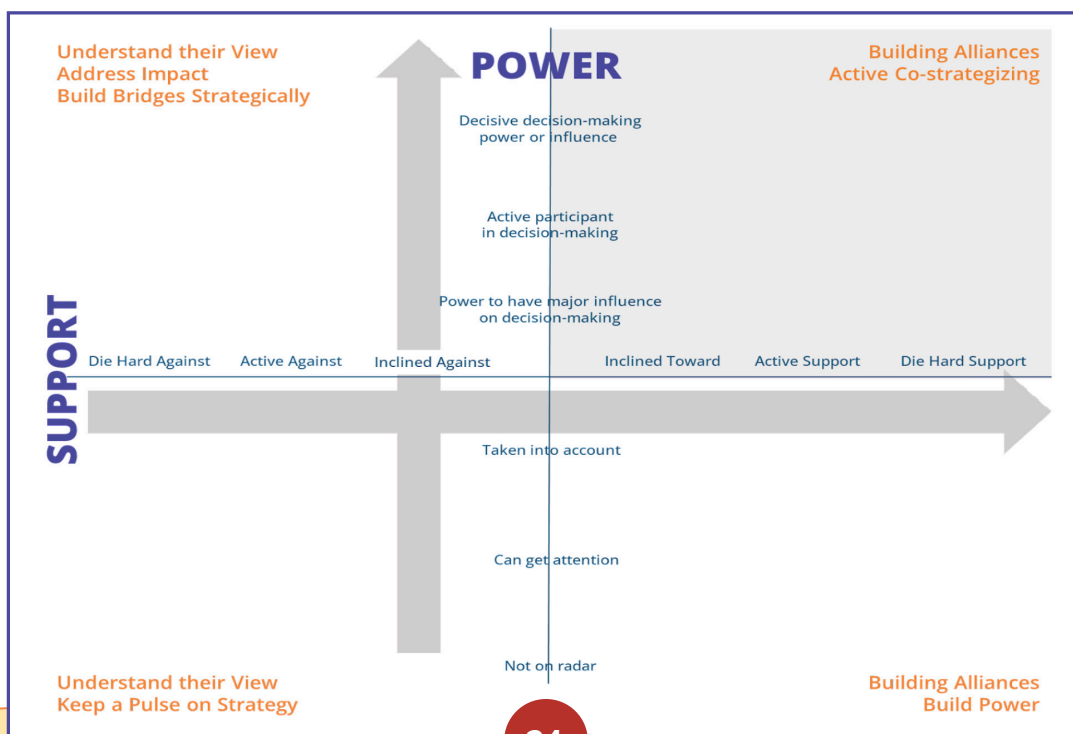 Understand their View
Address Impact
Build Bridges Strategically
POWER
Building Alliances
Active Co-strategizing
Decisive decision-making
power or influence
Active participant
in decision-making
Power to have major influence
on decision-making
SUPPORT
Die Hard Against
Active Against
Inclined Against
Inclined Toward
Active Support
Die Hard Support
Taken into account
Can get attention
Not on radar
Understand their View
Keep a Pulse on Strategy
Building Alliances
Build Power